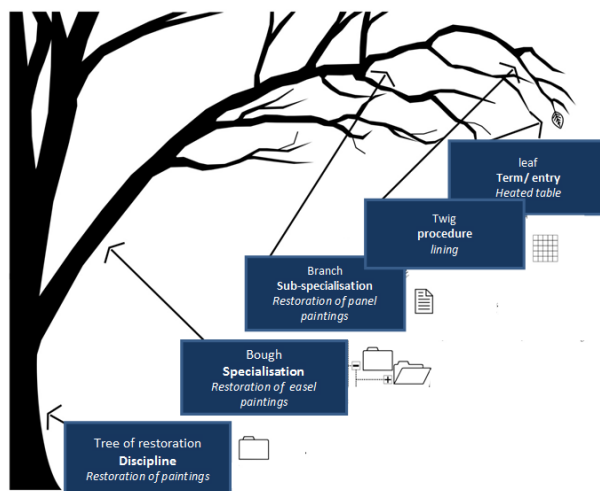 leaf
Term/ entry
Heated table
Twig
procedure
lining
Branch
Sub-specialisation
Restoration of panel
paintings
Bough
Specialisation
Restoration of easel
paintings
Tree of restoration
Discipline
Restoration of paintings